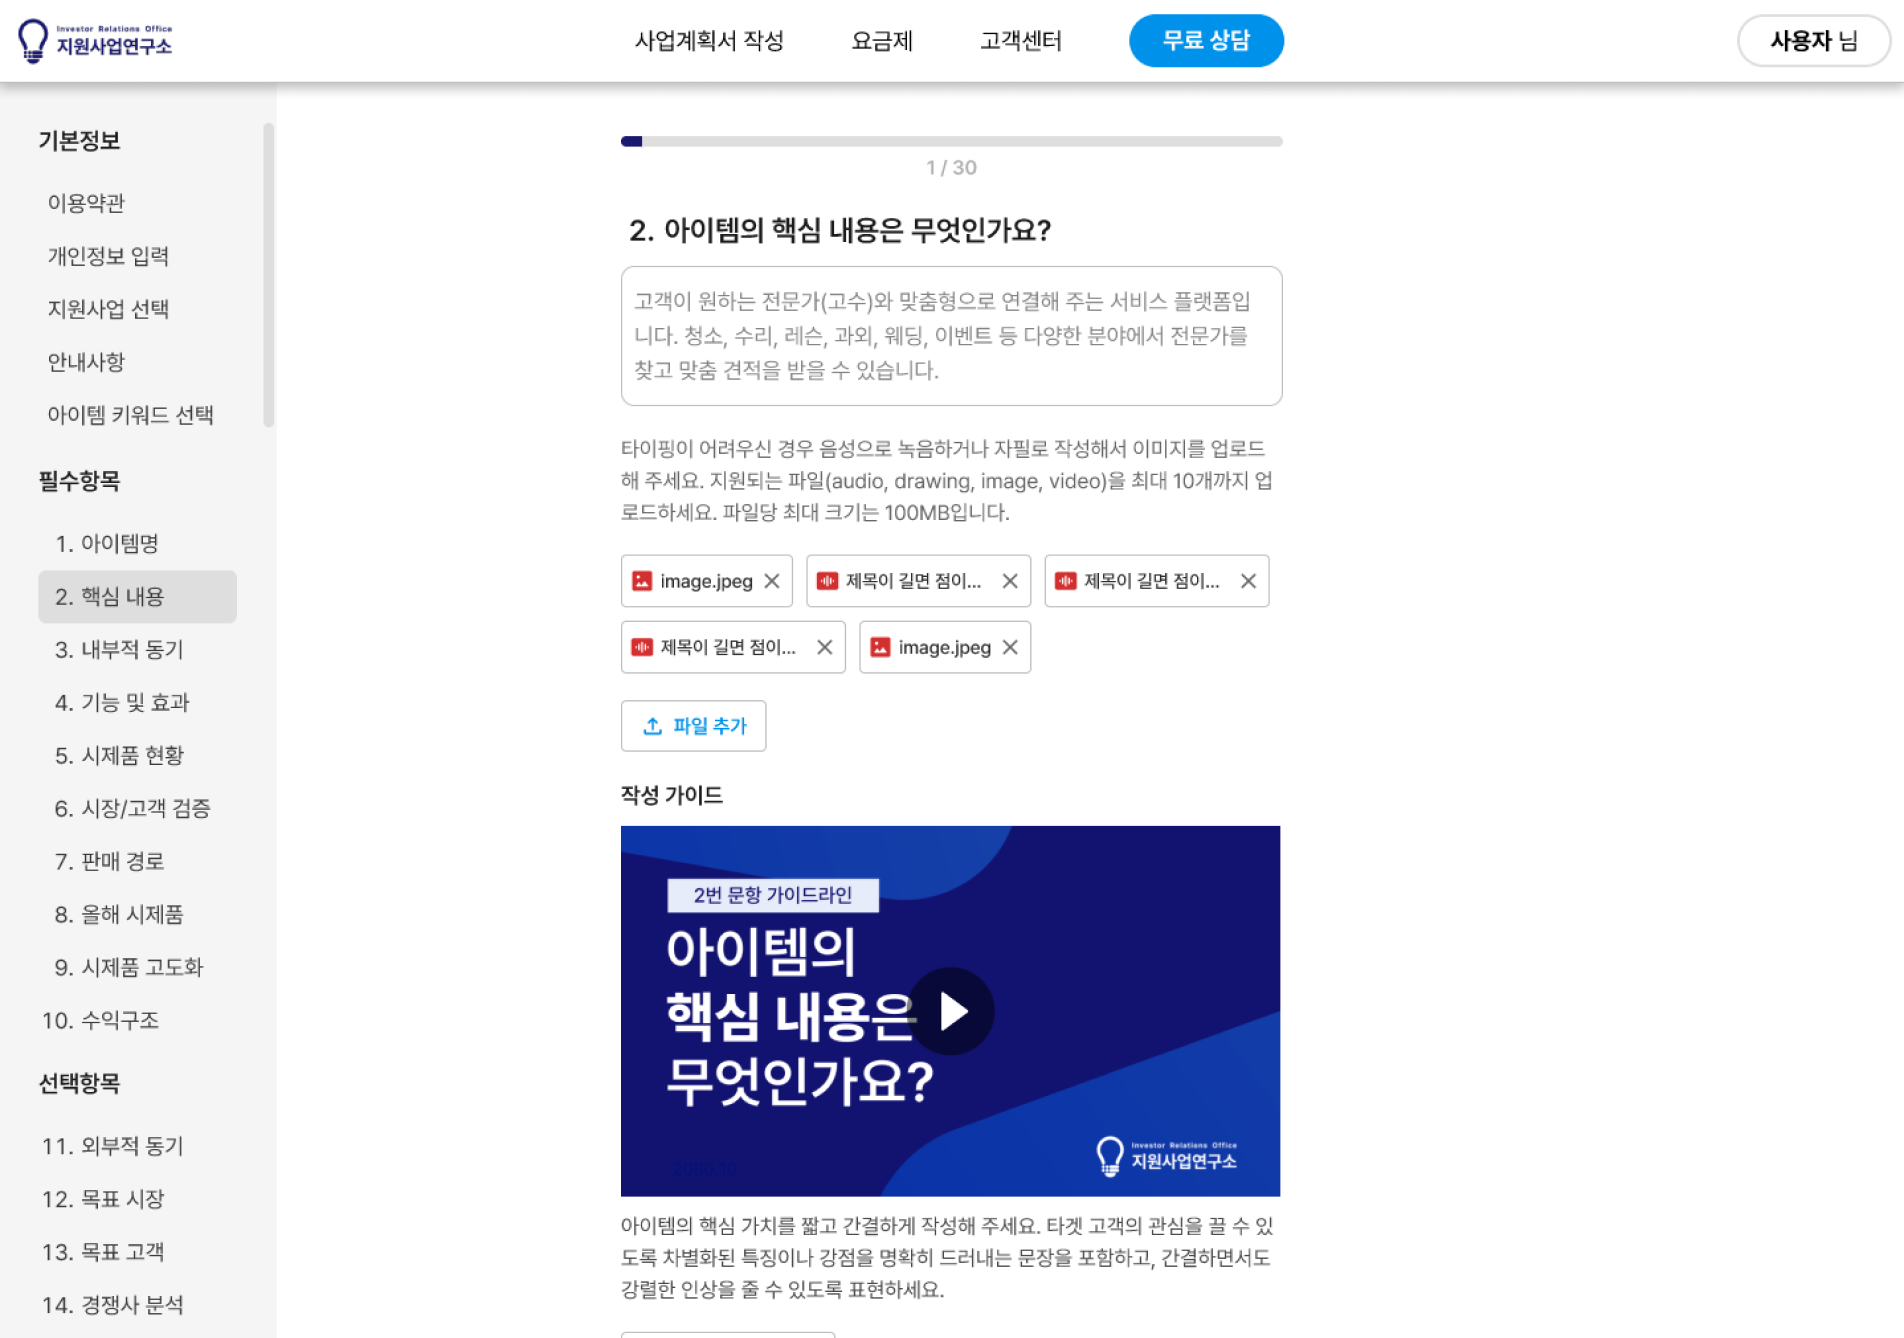 Investor Relations Office
지원사업연구소
사업계획서 작성
요금제
고객센터
무료 상담
사용자 님
기본정보
이용약관
개인정보 입력
지원사업 선택
안내사항
아이템 키워드 선택
필수항목
1. 아이템명
2. 핵심 내용
3. 내부적 동기
4. 기능 및 효과
5. 시제품 현황
6. 시장/고객 검증
7. 판매 경로
8. 올해 시제품
9. 시제품 고도화
10. 수익구조
선택항목
11. 외부적 동기
12. 목표 시장
13. 목표 고객
14. 경쟁사 분석
1 / 30
2. 아이템의 핵심 내용은 무엇인가요?
고객이 원하는 전문가(고수)와 맞춤형으로 연결해 주는 서비스 플랫폼입
니다. 청소, 수리, 레슨, 과외, 웨딩, 이벤트 등 다양한 분야에서 전문가를
찾고 맞춤 견적을 받을 수 있습니다.
타이핑이 어려우신 경우 음성으로 녹음하거나 자필로 작성해서 이미지를 업로드
해 주세요. 지원되는 파일(audio, drawing, image, video)을 최대 10개까지 업
로드하세요. 파일당 최대 크기는 100MB입니다.
image.jpeg
제목이 길면 점이...
제목이 길면 점이...
제목이 길면 점이...
image.jpeg
파일 추가
작성 가이드
2번 문항 가이드라인
아이템의
핵심 내용은
무엇인가요?
Investor Relations Office
지원사업연구소
아이템의 핵심 가치를 짧고 간결하게 작성해 주세요. 타겟 고객의 관심을 끌 수 있
도록 차별화된 특징이나 강점을 명확히 드러내는 문장을 포함하고, 간결하면서도
강렬한 인상을 줄 수 있도록 표현하세요.